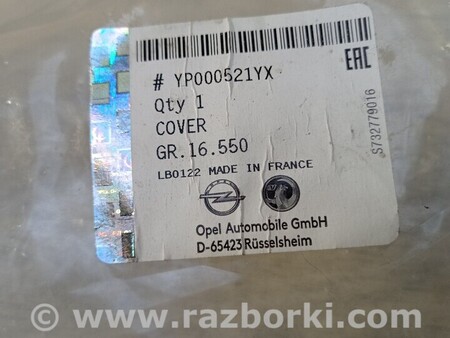 # YP000521YX
Qty 1
COVER
GR.16.550
LB0122 MADE IN FRANCE
Opel Automobile GmbH
D-65423 Rüsselsheim
EAC
S732779016
© www.razborki.com